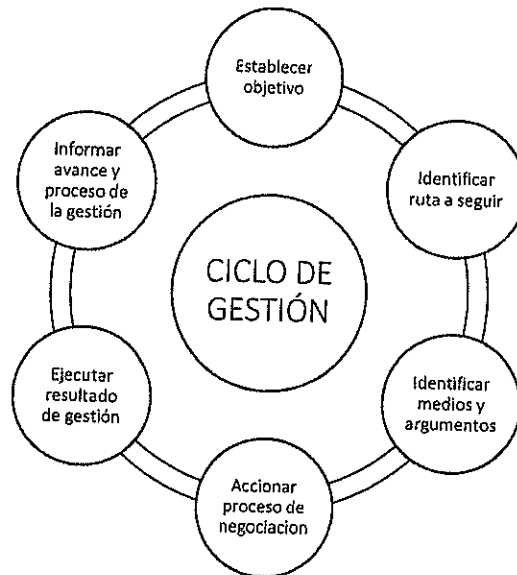 Establecer
objetivo
Identificar
ruta a seguir
Identificar
medios y
argumentos
Accionar
proceso de
negociacion
Ejecutar
resultado
de gestión
Informar
avance y
proceso de
la gestión
CICLO DE
GESTIÓN